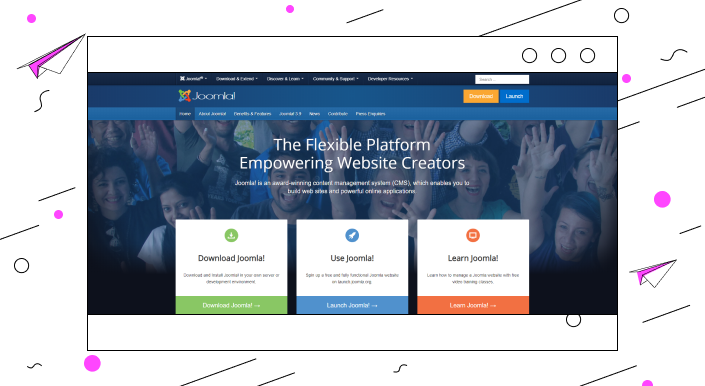 Joomla!® Download & Extend Discover & Learn Community & Support Developer Resources Search...
Joomla! Download Launch
Home About Joomla! Benefits & Features Joomla! 3.9 News Contribute Press Enquiries
The Flexible Platform
Empowering Website Creators
Joomla! is an award-winning content management system (CMS), which enables you to
build web sites and powerful online applications.
Download Joomla! Use Joomla! Learn Joomla!
Download and install Joomla! in your own server or Spin up a free and fully functional Joomla website Learn how to manage a Joomla website with free
development environment. on launch.joomla.org. video training classes.
Download Joomla! → Launch Joomla! → Learn Joomla! →